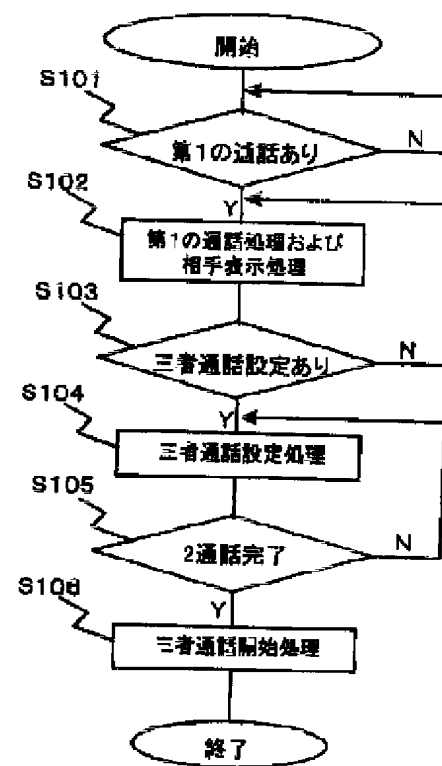 開始
S101
第1の通話あり
N
S102
Y
第1の通話処理および
相手表示処理
S103
三者通話設定あり
N
S104
Y
三者通話設定処理
S105
2通話完了
N
S106
Y
三者通話開始処理
終了